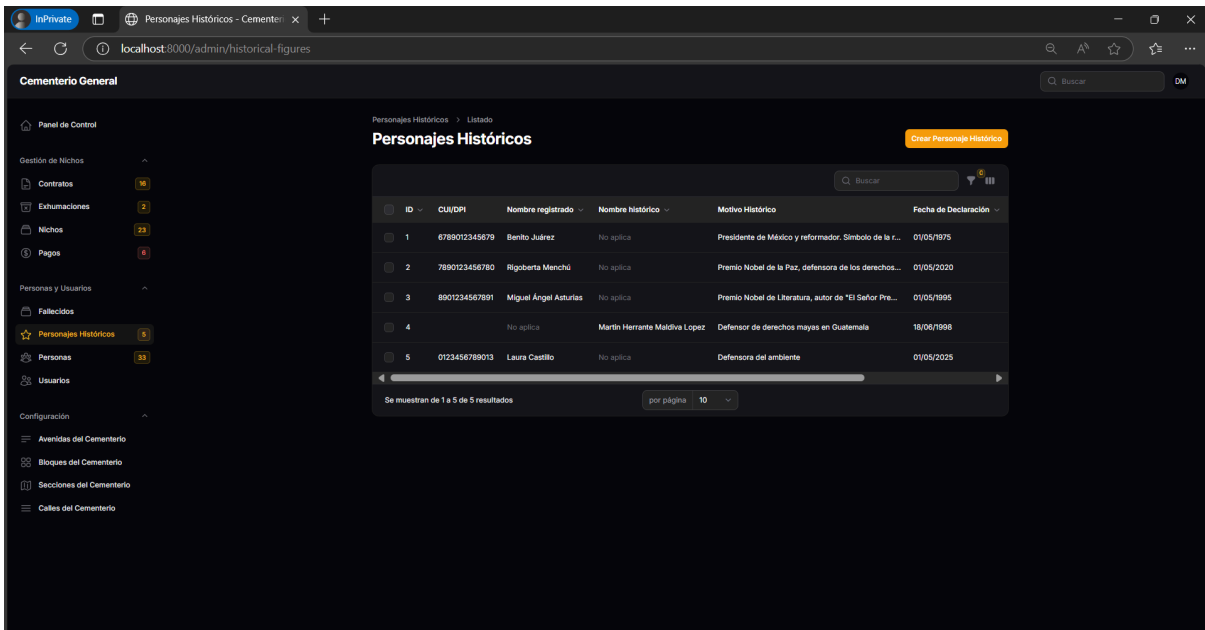 InPrivate
Personajes Históricos - Cementeri
localhost:8000/admin/historical-figures
Cementerio General
Buscar
DM
Panel de Control
Gestión de Nichos
Contratos 16
Exhumaciones 2
Nichos 23
Pagos 6
Personas y Usuarios
Fallecidos
Personajes Históricos 5
Personas 33
Usuarios
Configuración
Avenidas del Cementerio
Bloques del Cementerio
Secciones del Cementerio
Calles del Cementerio
Personajes Históricos > Listado
Personajes Históricos
Crear Personaje Histórico
Buscar
0
ID CUI/DPI Nombre registrado Nombre histórico Motivo Histórico Fecha de Declaración
1 6789012345679 Benito Juárez No aplica Presidente de México y reformador. Símbolo de la r... 01/05/1975
2 7890123456780 Rigoberta Menchú No aplica Premio Nobel de la Paz, defensora de los derechos... 01/05/2020
3 8901234567891 Miguel Ángel Asturias No aplica Premio Nobel de Literatura, autor de "El Señor Pre... 01/05/1995
4 No aplica Martin Herrante Maldiva Lopez Defensor de derechos mayas en Guatemala 18/06/1998
5 0123456789013 Laura Castillo No aplica Defensora del ambiente 01/05/2025
Se muestran de 1 a 5 de 5 resultados
por página 10